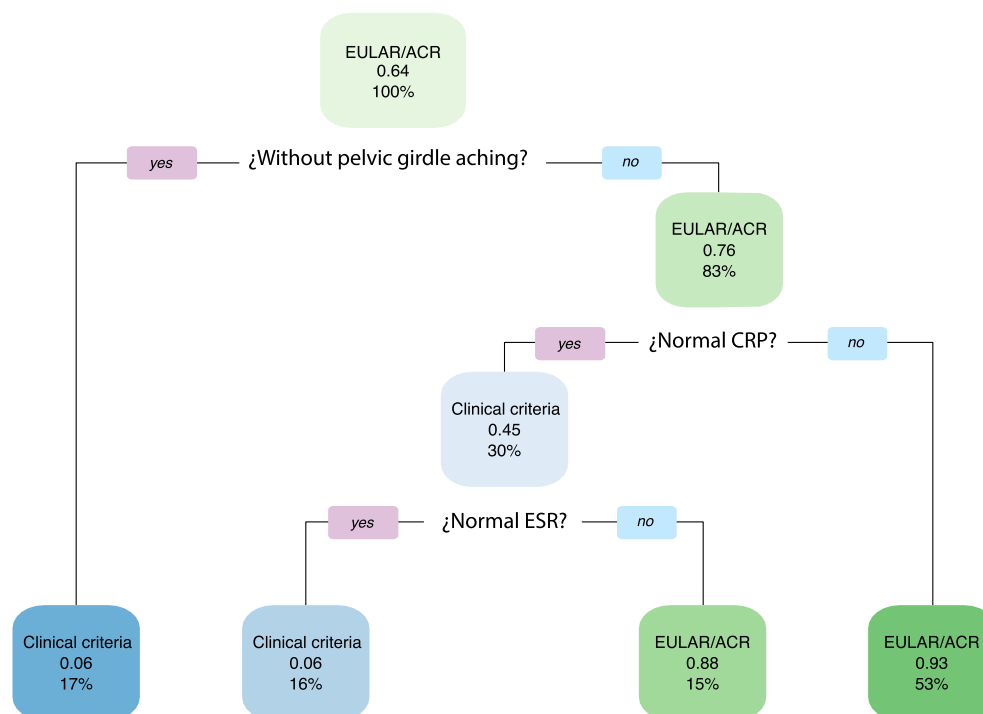 EULAR/ACR
0.64
100%
yes
¿Without pelvic girdle aching?
no
EULAR/ACR
0.76
83%
yes
¿Normal CRP?
no
Clinical criteria
0.45
30%
yes
¿Normal ESR?
no
Clinical criteria
0.06
17%
Clinical criteria
0.06
16%
EULAR/ACR
0.88
15%
EULAR/ACR
0.93
53%